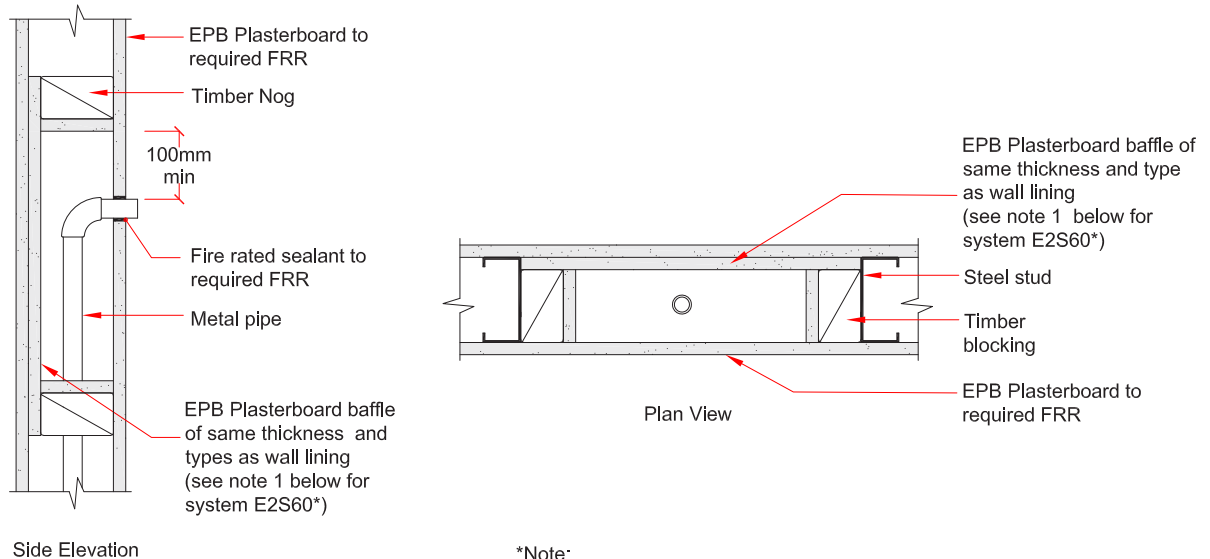 EPB Plasterboard to
required FRR
Timber Nog
100mm
min
Fire rated sealant to
required FRR
Metal pipe
EPB Plasterboard baffle
of same thickness and
types as wall lining
(see note 1 below for
system E2S60*)
Side Elevation
EPB Plasterboard baffle of
same thickness and type
as wall lining
(see note 1 below for
system E2S60*)
Steel stud
Timber
blocking
EPB Plasterboard to
required FRR
Plan View
*Note: